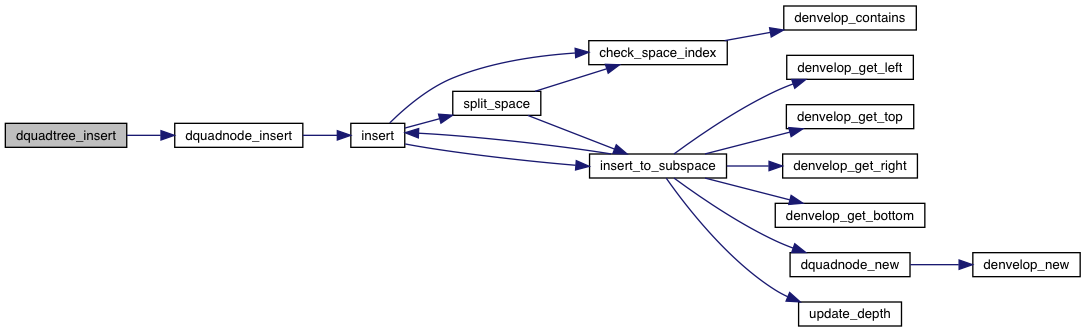 dquadtree_insert
dquadnode_insert
insert
split_space
check_space_index
insert_to_subspace
denvelop_contains
denvelop_get_left
denvelop_get_top
denvelop_get_right
denvelop_get_bottom
dquadnode_new
denvelop_new
update_depth